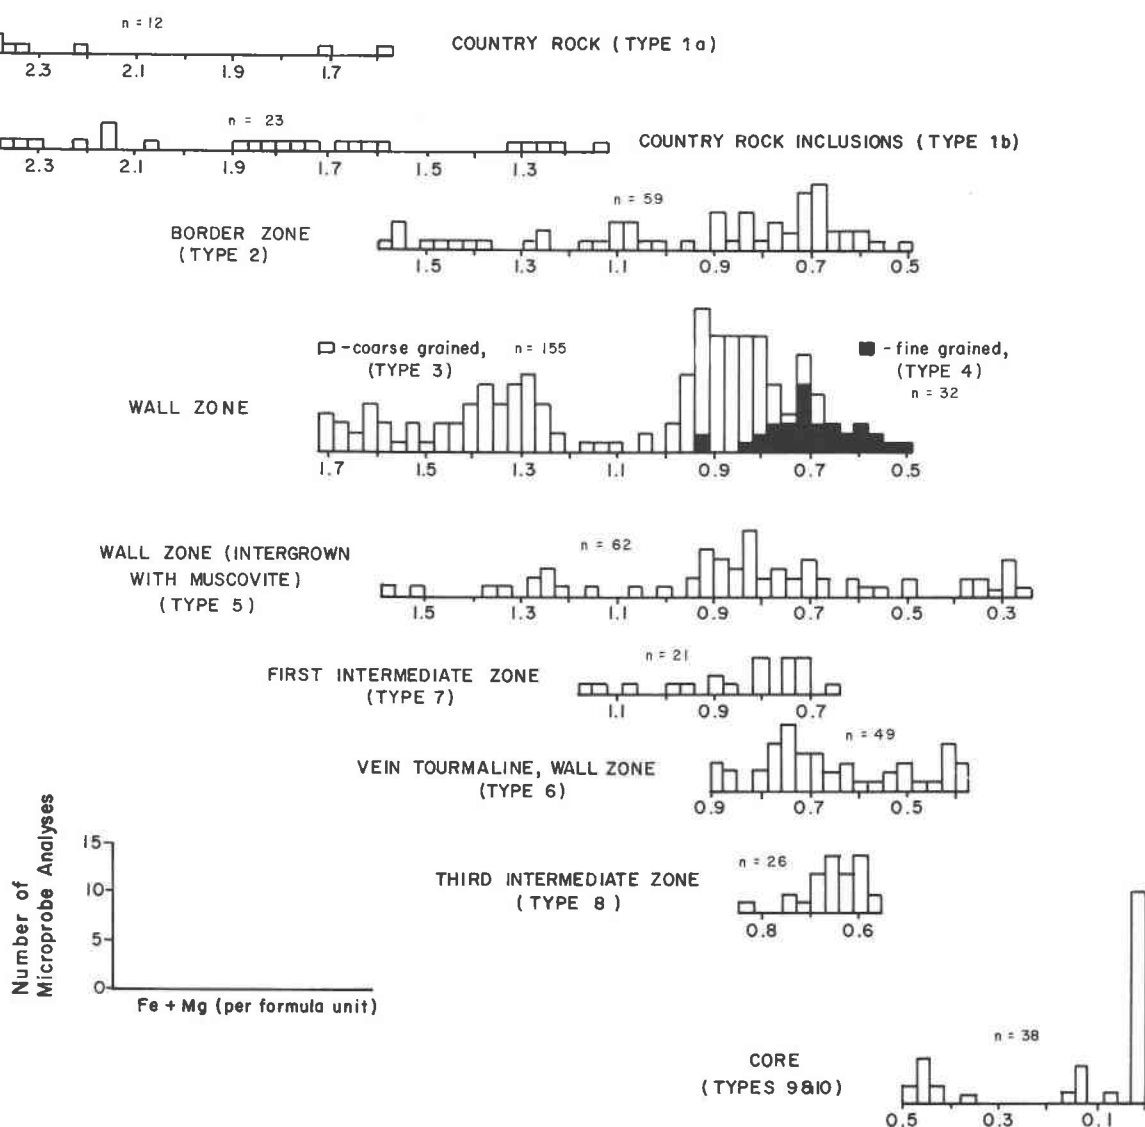 n = 12
COUNTRY ROCK (TYPE 1a)
2.3 2.1 1.9 1.7
n = 23
COUNTRY ROCK INCLUSIONS (TYPE 1b)
2.3 2.1 1.9 1.7 1.5 1.3
n = 59
BORDER ZONE
(TYPE 2)
1.5 1.3 1.1 0.9 0.7 0.5
-coarse grained, n = 155
(TYPE 3)
-fine grained,
(TYPE 4)
n = 32
WALL ZONE
1.7 1.5 1.3 1.1 0.9 0.7 0.5
n = 62
WALL ZONE (INTERGROWN
WITH MUSCOVITE)
(TYPE 5)
1.5 1.3 1.1 0.9 0.7 0.5 0.3
n = 21
FIRST INTERMEDIATE ZONE
(TYPE 7)
1.1 0.9 0.7
n = 49
VEIN TOURMALINE, WALL ZONE
(TYPE 6)
0.9 0.7 0.5
Number of
Microprobe Analyses
15
10
5
0
Fe + Mg (per formula unit)
n = 26
THIRD INTERMEDIATE ZONE
(TYPE 8)
0.8 0.6
n = 38
CORE
(TYPES 9&10)
0.5 0.3 0.1